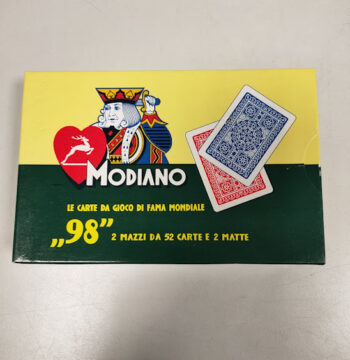 MODIANO
LE CARTE DA GIOCO DI FAMA MONDIALE
„98” 2 MAZZI DA 52 CARTE E 2 MATTE